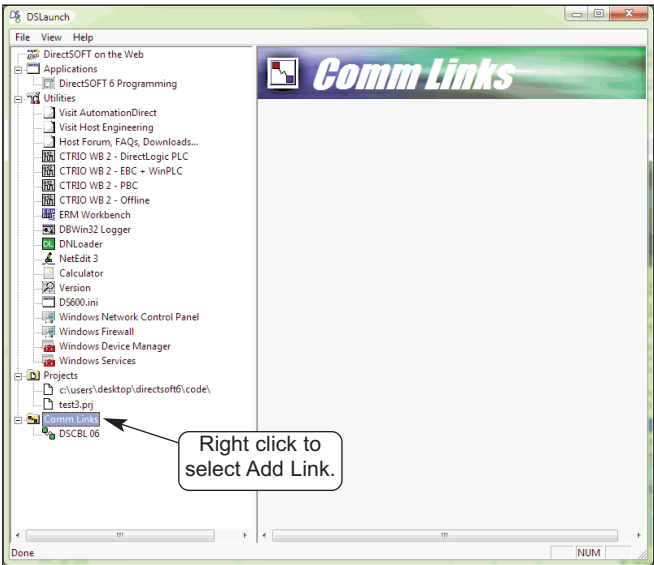 DSLaunch
File View Help
DirectSOFT on the Web
Applications
DirectSOFT 6 Programming
Utilities
Visit AutomationDirect
Visit Host Engineering
Host Forum, FAQs, Downloads...
CTRIO WB 2 - DirectLogic PLC
CTRIO WB 2 - EBC + WinPLC
CTRIO WB 2 - PBC
CTRIO WB 2 - Offline
ERM Workbench
DBWin32 Logger
DL DNLoader
NetEdit 3
Calculator
Version
DS600.ini
Windows Network Control Panel
Windows Firewall
Windows Device Manager
Windows Services
Projects
c:\users\desktop\directsoft6\code\
test3.prj
Comm Links
DSCBL 06
Comm Links
Right click to
select Add Link.
Done
NUM